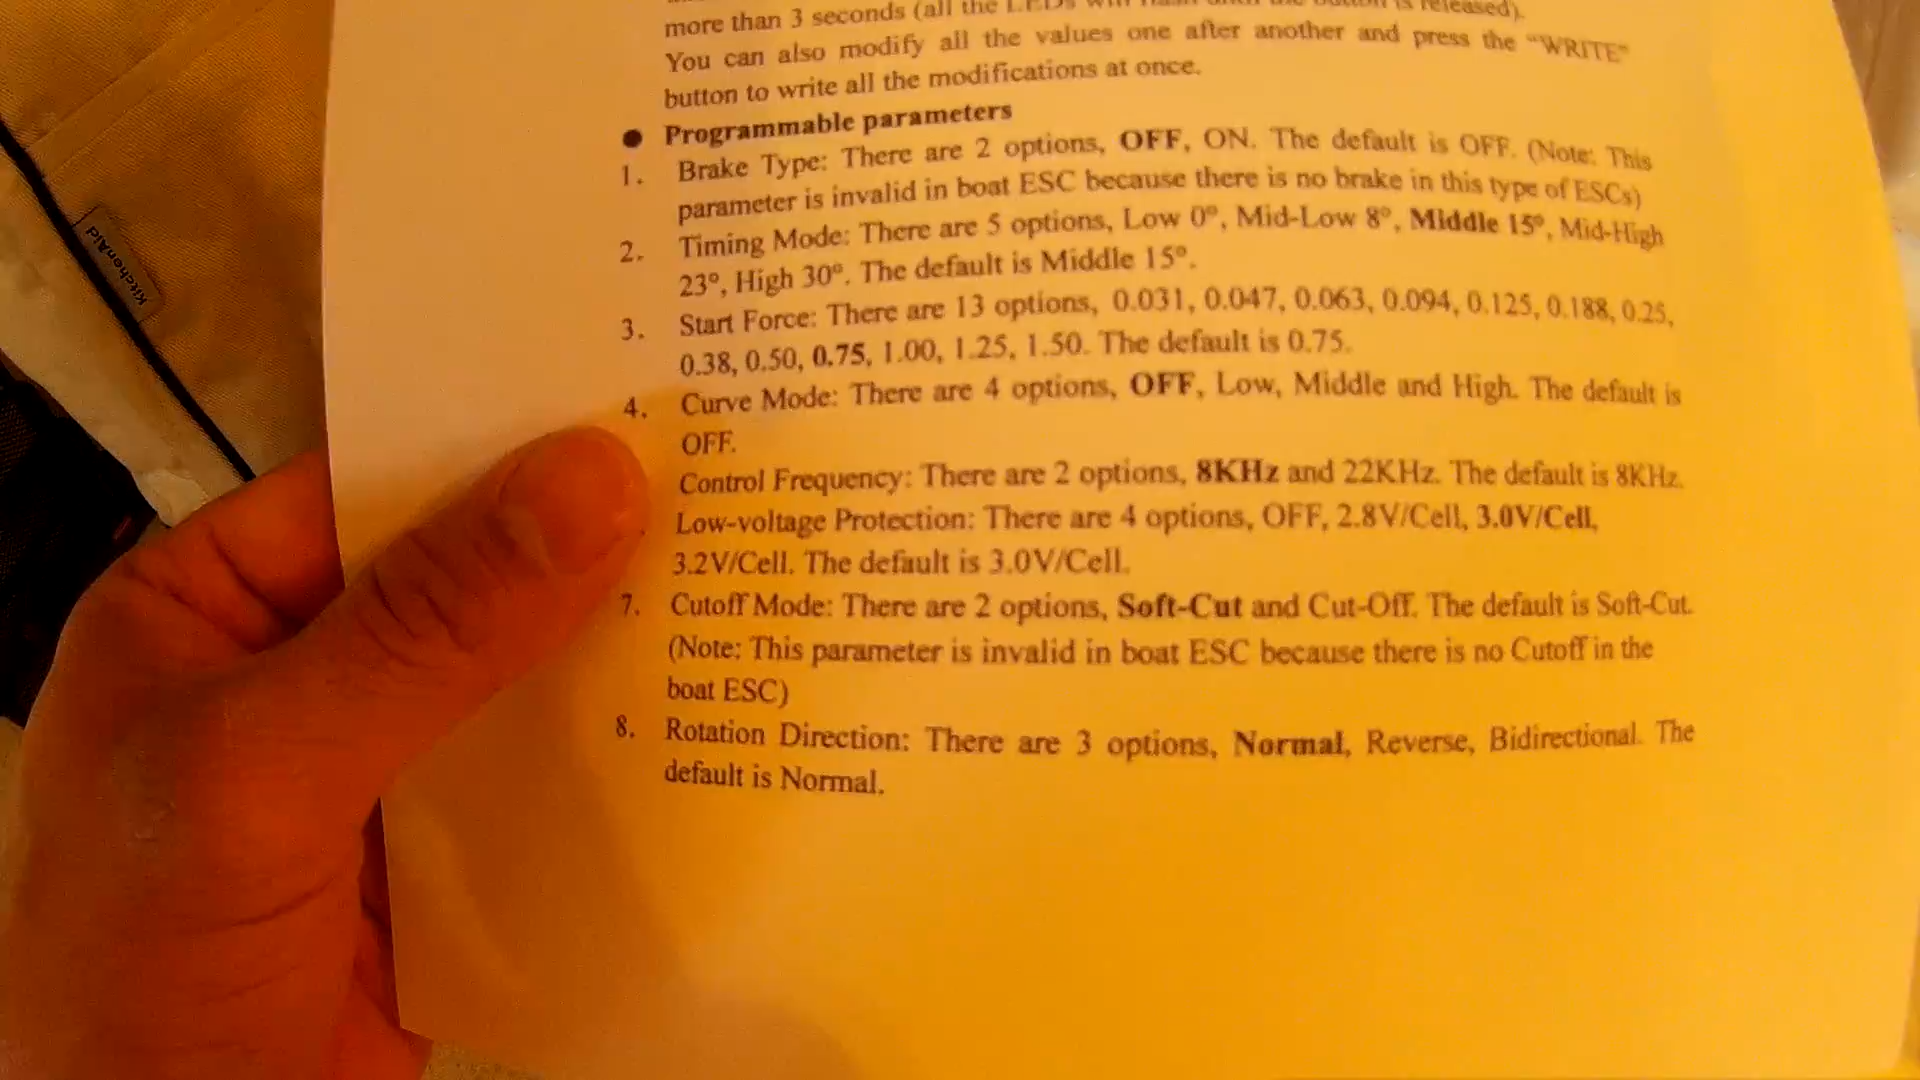 more than 3 seconds (all the LEDs will flash until the button is released).
You can also modify all the values one after another and press the “WRITE”
button to write all the modifications at once.
● Programmable parameters
1. Brake Type: There are 2 options, OFF, ON. The default is OFF. (Note: This
parameter is invalid in boat ESC because there is no brake in this type of ESCs)
2. Timing Mode: There are 5 options, Low 0°, Mid-Low 8°, Middle 15°, Mid-High
23°, High 30°. The default is Middle 15°.
3. Start Force: There are 13 options, 0.031, 0.047, 0.063, 0.094, 0.125, 0.188, 0.25,
0.38, 0.50, 0.75, 1.00, 1.25, 1.50. The default is 0.75.
4. Curve Mode: There are 4 options, OFF, Low, Middle and High. The default is
OFF.
Control Frequency: There are 2 options, 8KHz and 22KHz. The default is 8KHz.
Low-voltage Protection: There are 4 options, OFF, 2.8V/Cell, 3.0V/Cell,
3.2V/Cell. The default is 3.0V/Cell.
7. Cutoff Mode: There are 2 options, Soft-Cut and Cut-Off. The default is Soft-Cut.
(Note: This parameter is invalid in boat ESC because there is no Cutoff in the
boat ESC)
8. Rotation Direction: There are 3 options, Normal, Reverse, Bidirectional. The
default is Normal.
KitchenAid